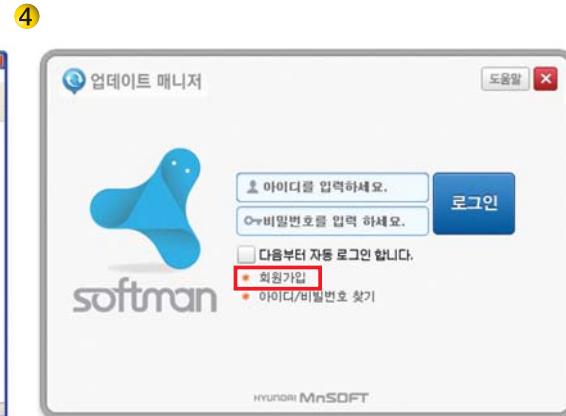 4
업데이트 매니저
도움말
아이디를 입력하세요.
비밀번호를 입력 하세요.
로그인
다음부터 자동 로그인 합니다.
회원가입
아이디/비빌번호 찾기
softman
HYUNDAI MnSOFT